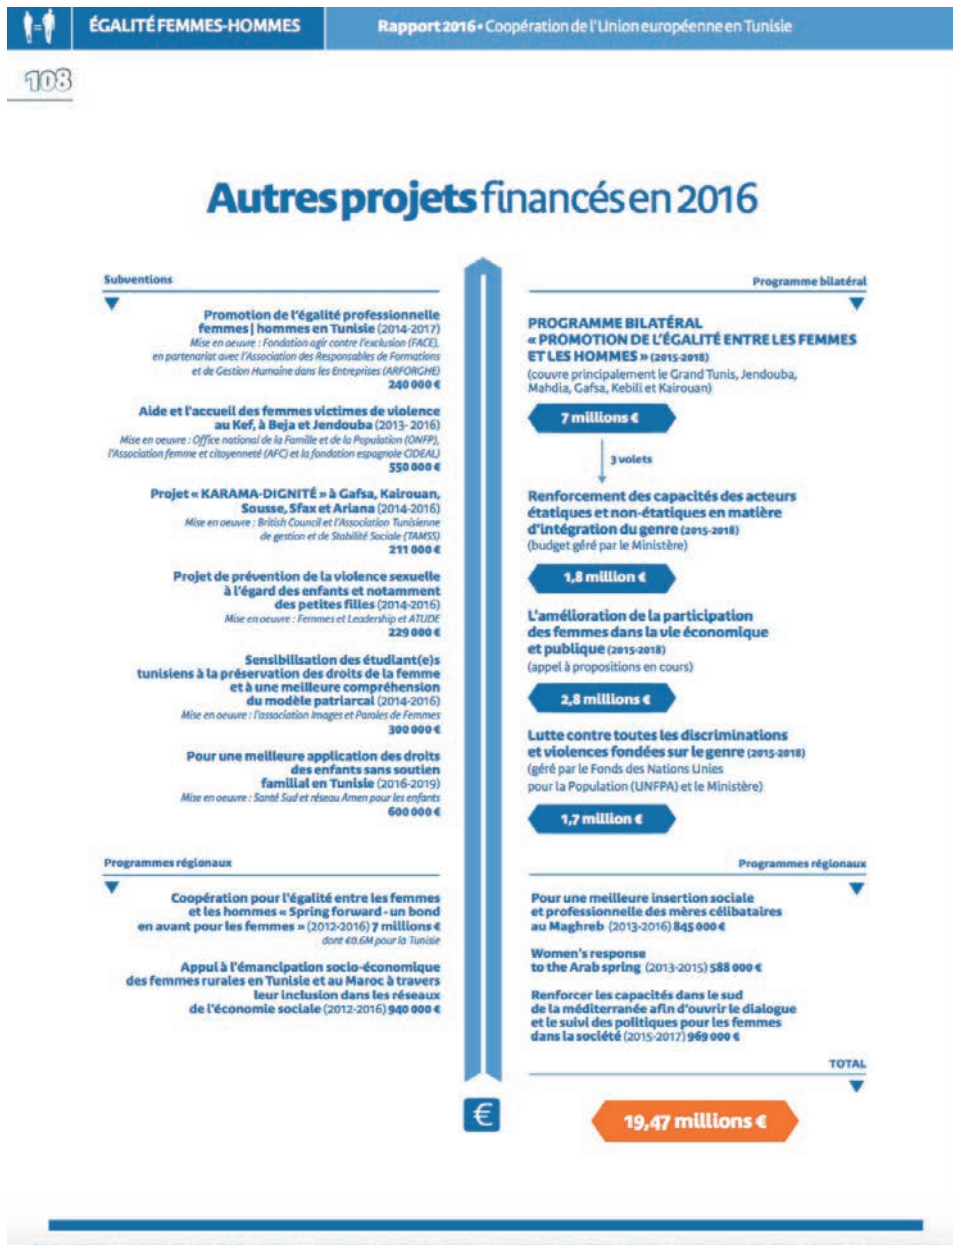 ÉGALITÉ FEMMES-HOMMES
Rapport 2016 • Coopération de l'Union européenne en Tunisie
108
Autres projets financés en 2016
Subventions
Promotion de l'égalité professionnelle
femmes | hommes en Tunisie (2014-2017)
Mise en oeuvre : Fondation agir contre l'exclusion (FACE),
en partenariat avec l'Association des Responsables de Formations
et de Gestion Humaine dans les Entreprises (ARFORGHE)
240 000 €
Aide et l'accueil des femmes victimes de violence
au Kef, à Beja et Jendouba (2013- 2016)
Mise en oeuvre : Office national de la Famille et de la Population (ONFP),
l'Association femme et citoyenneté (AFC) et la fondation espagnole CIDEAL)
550 000 €
Projet « KARAMA-DIGNITÉ » à Gafsa, Kairouan,
Sousse, Sfax et Ariana (2014-2016)
Mise en oeuvre : British Council et l'Association Tunisienne
de gestion et de Stabilité Sociale (TAMSS)
211 000 €
Projet de prévention de la violence sexuelle
à l'égard des enfants et notamment
des petites filles (2014-2016)
Mise en oeuvre : Femmes et Leadership et ATUDE
229 000 €
Sensibilisation des étudiant(e)s
tunisiens à la préservation des droits de la femme
et à une meilleure compréhension
du modèle patriarcal (2014-2016)
Mise en oeuvre : l'association Images et Paroles de Femmes
300 000 €
Pour une meilleure application des droits
des enfants sans soutien
familial en Tunisie (2016-2019)
Mise en oeuvre : Santé Sud et réseau Amen pour les enfants
600 000 €
Programmes régionaux
Coopération pour l'égalité entre les femmes
et les hommes « Spring forward - un bond
en avant pour les femmes » (2012-2016) 7 millions €
dont €0.6M pour la Tunisie
Appui à l'émancipation socio-économique
des femmes rurales en Tunisie et au Maroc à travers
leur inclusion dans les réseaux
de l'économie sociale (2012-2016) 940 000 €
Programme bilatéral
PROGRAMME BILATÉRAL
« PROMOTION DE L'ÉGALITÉ ENTRE LES FEMMES
ET LES HOMMES » (2015-2018)
(couvre principalement le Grand Tunis, Jendouba,
Mahdia, Gafsa, Kebili et Kairouan)
7 millions €
3 volets
Renforcement des capacités des acteurs
étatiques et non-étatiques en matière
d'intégration du genre (2015-2018)
(budget géré par le Ministère)
1,8 million €
L'amélioration de la participation
des femmes dans la vie économique
et publique (2015-2018)
(appel à propositions en cours)
2,8 millions €
Lutte contre toutes les discriminations
et violences fondées sur le genre (2015-2018)
(géré par le Fonds des Nations Unies
pour la Population (UNFPA) et le Ministère)
1,7 million €
Programmes régionaux
Pour une meilleure insertion sociale
et professionnelle des mères célibataires
au Maghreb (2013-2016) 845 000 €
Women's response
to the Arab spring (2013-2015) 588 000 €
Renforcer les capacités dans le sud
de la méditerranée afin d'ouvrir le dialogue
et le suivi des politiques pour les femmes
dans la société (2015-2017) 969 000 €
TOTAL
€
19,47 millions €